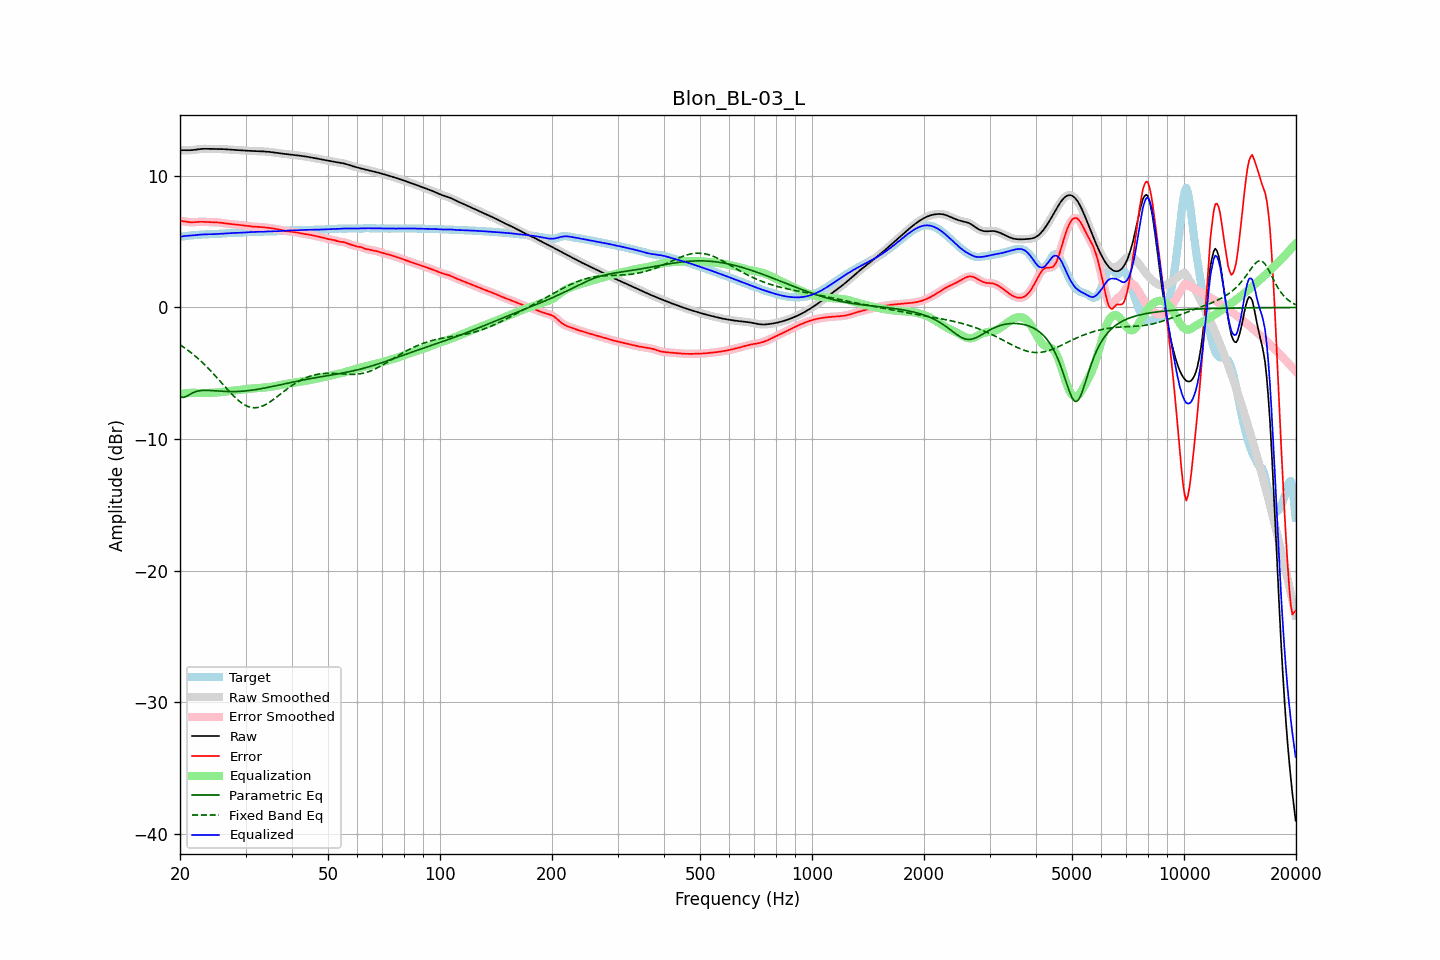 Blon_BL-03_L
Amplitude (dBr)
10
0
−10
−20
−30
−40
Target
Raw Smoothed
Error Smoothed
Raw
Error
Equalization
Parametric Eq
Fixed Band Eq
Equalized
20 50 100 200 500 1000 2000 5000 10000 20000
Frequency (Hz)